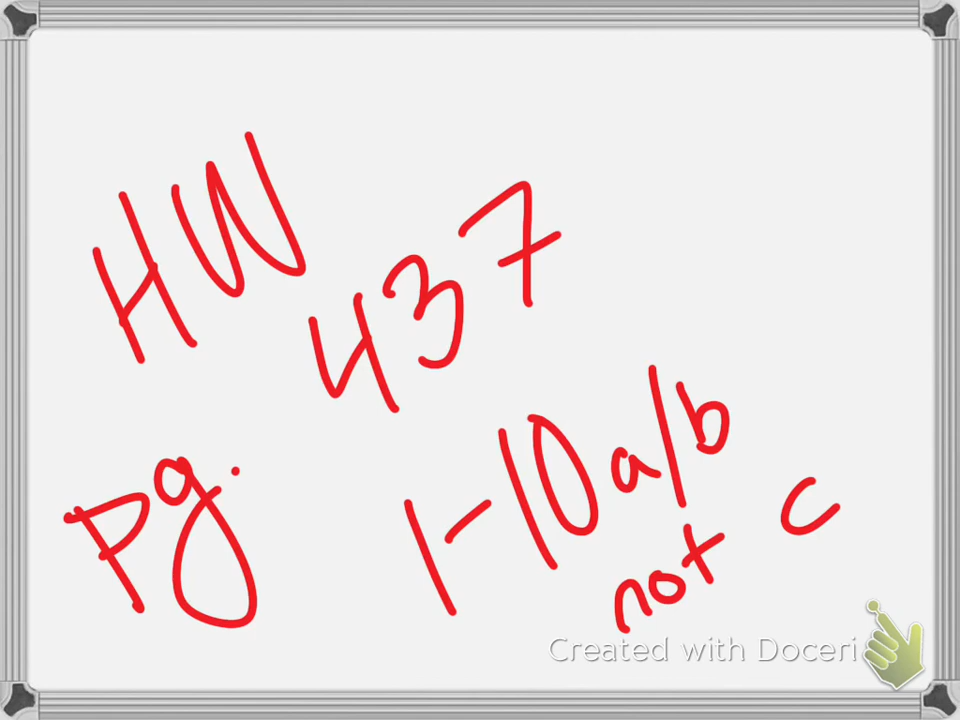 HW
Pg. 437
1-10 a/b
not c
Created with Doceri